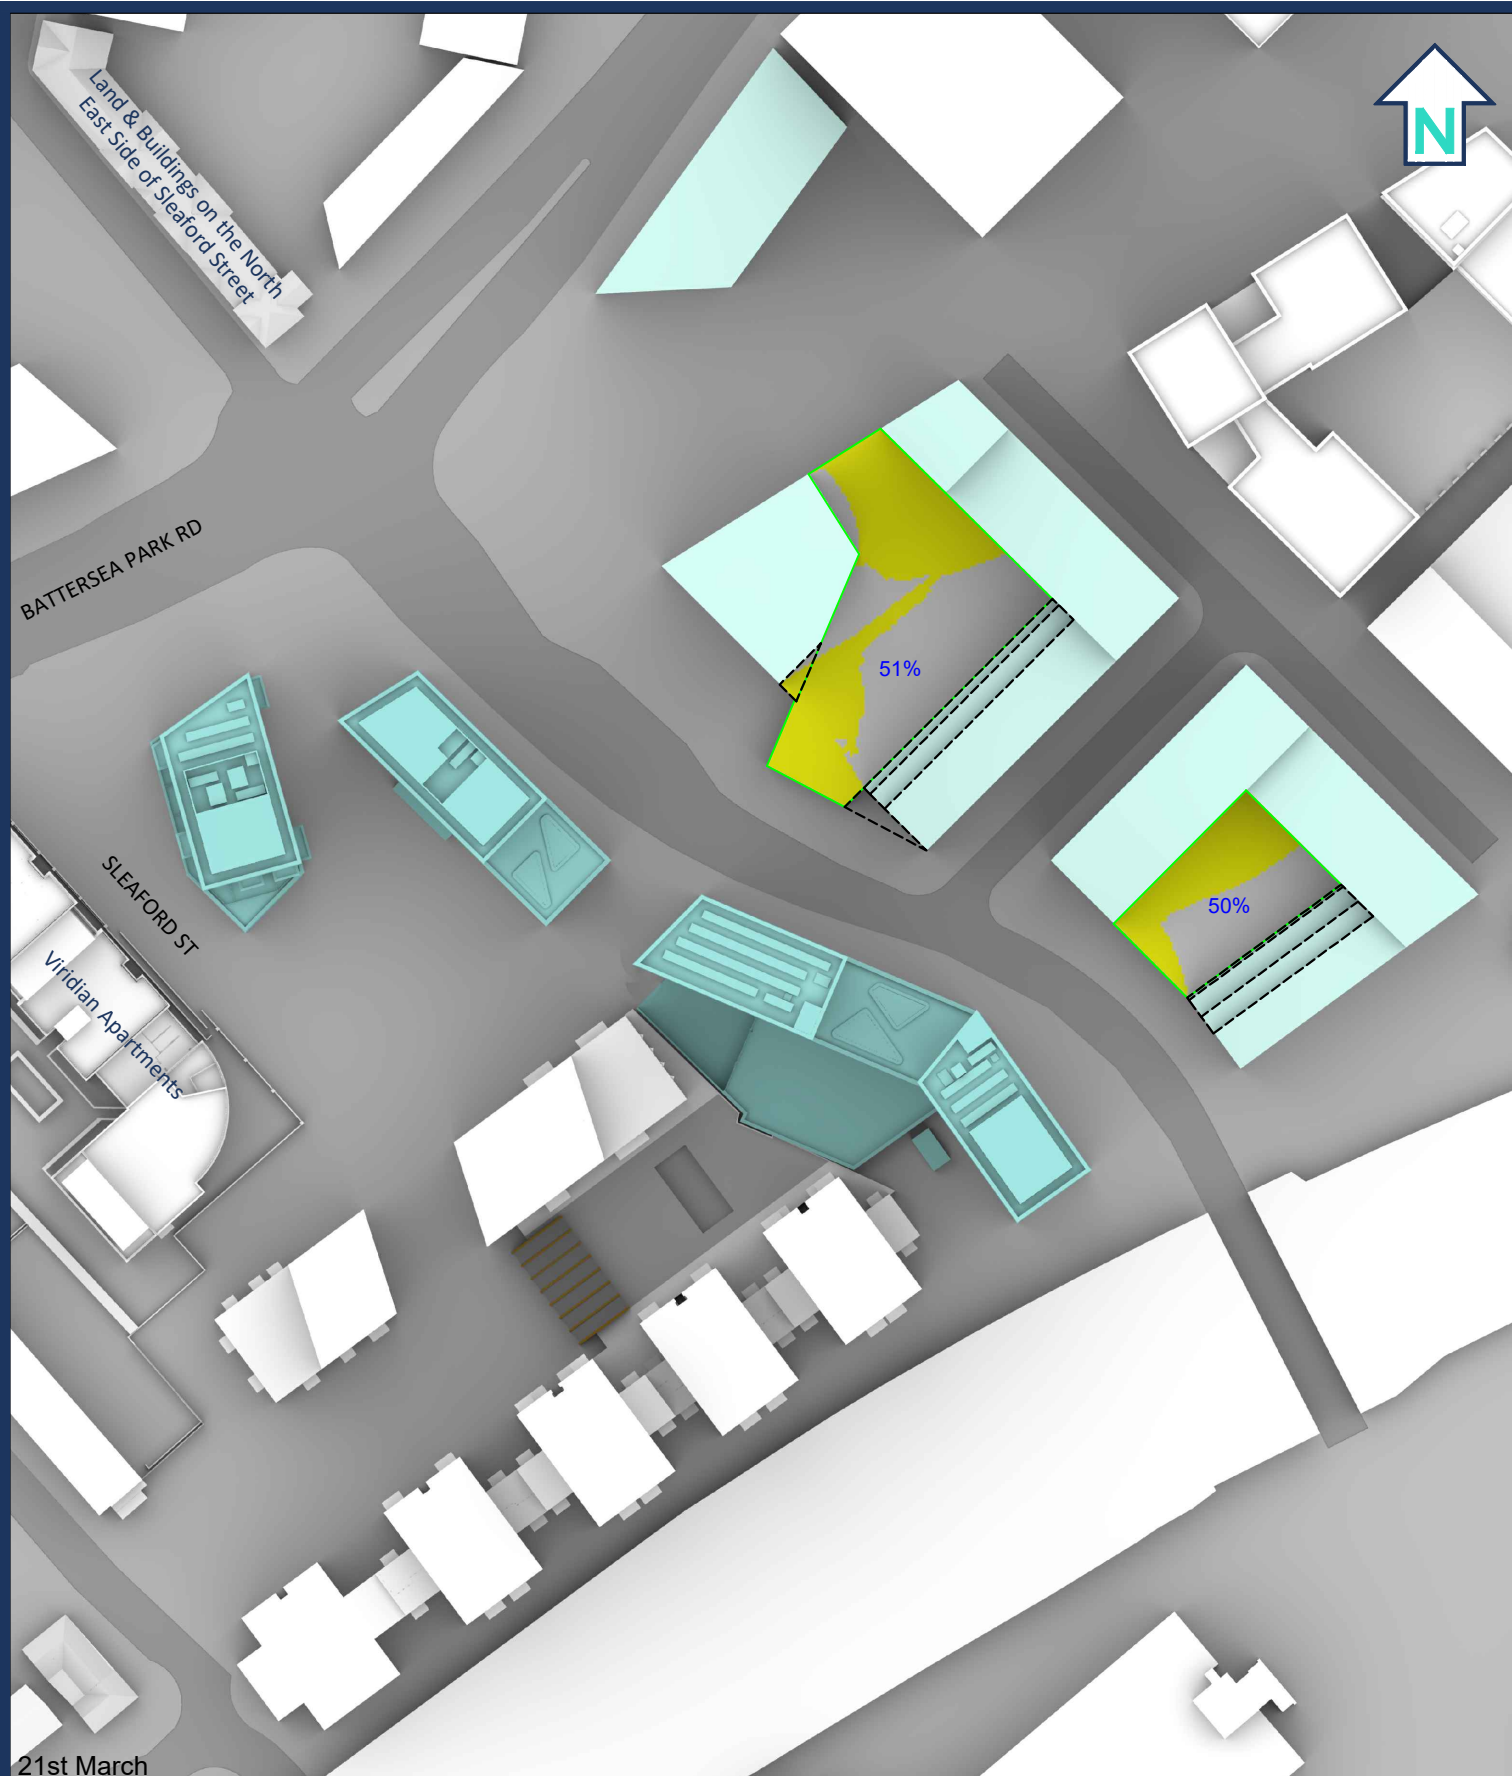 Land & Buildings on the North
East Side of Sleaford Street
N
BATTERSEA PARK RD
51%
SLEAFORD ST
50%
Viridian Apartments
21st March